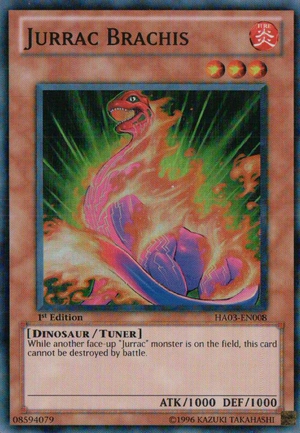 JURRAC BRACHIS
FIRE
炎
1st Edition
HA03-EN008
[DINOSAUR / TUNER]
While another face-up "Jurrac" monster is on the field, this card
cannot be destroyed by battle.
ATK/1000 DEF/1000
08594079
©1996 KAZUKI TAKAHASHI